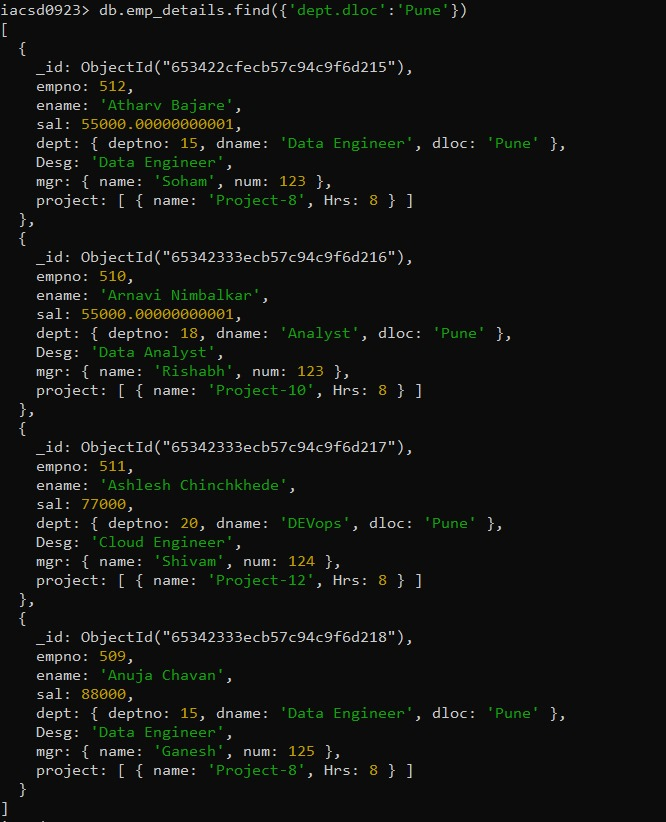 iacsd0923> db.emp_details.find({'dept.dloc':'Pune'})
[
  {
    _id: ObjectId("653422cfecb57c94c9f6d215"),
    empno: 512,
    ename: 'Atharv Bajare',
    sal: 55000.00000000001,
    dept: { deptno: 15, dname: 'Data Engineer', dloc: 'Pune' },
    Desg: 'Data Engineer',
    mgr: { name: 'Soham', num: 123 },
    project: [ { name: 'Project-8', Hrs: 8 } ]
  },
  {
    _id: ObjectId("65342333ecb57c94c9f6d216"),
    empno: 510,
    ename: 'Arnavi Nimbalkar',
    sal: 55000.00000000001,
    dept: { deptno: 18, dname: 'Analyst', dloc: 'Pune' },
    Desg: 'Data Analyst',
    mgr: { name: 'Rishabh', num: 123 },
    project: [ { name: 'Project-10', Hrs: 8 } ]
  },
  {
    _id: ObjectId("65342333ecb57c94c9f6d217"),
    empno: 511,
    ename: 'Ashlesh Chinchkhede',
    sal: 77000,
    dept: { deptno: 20, dname: 'DEVops', dloc: 'Pune' },
    Desg: 'Cloud Engineer',
    mgr: { name: 'Shivam', num: 124 },
    project: [ { name: 'Project-12', Hrs: 8 } ]
  },
  {
    _id: ObjectId("65342333ecb57c94c9f6d218"),
    empno: 509,
    ename: 'Anuja Chavan',
    sal: 88000,
    dept: { deptno: 15, dname: 'Data Engineer', dloc: 'Pune' },
    Desg: 'Data Engineer',
    mgr: { name: 'Ganesh', num: 125 },
    project: [ { name: 'Project-8', Hrs: 8 } ]
  }
]